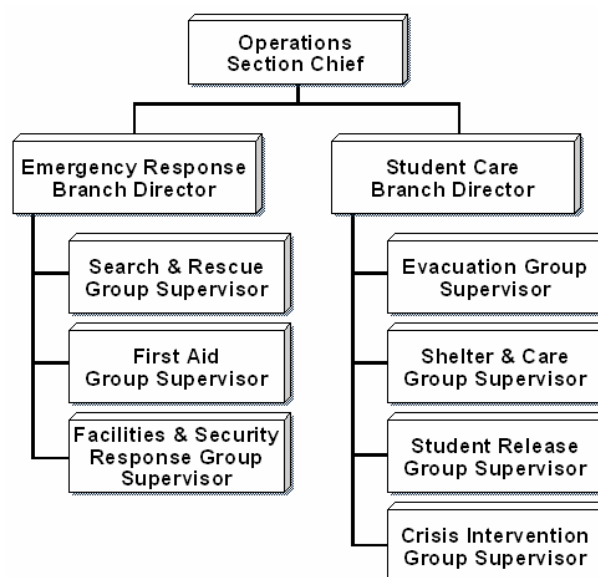 Operations
Section Chief
Emergency Response
Branch Director
Search & Rescue
Group Supervisor
First Aid
Group Supervisor
Facilities & Security
Response Group
Supervisor
Student Care
Branch Director
Evacuation Group
Supervisor
Shelter & Care
Group Supervisor
Student Release
Group Supervisor
Crisis Intervention
Group Supervisor